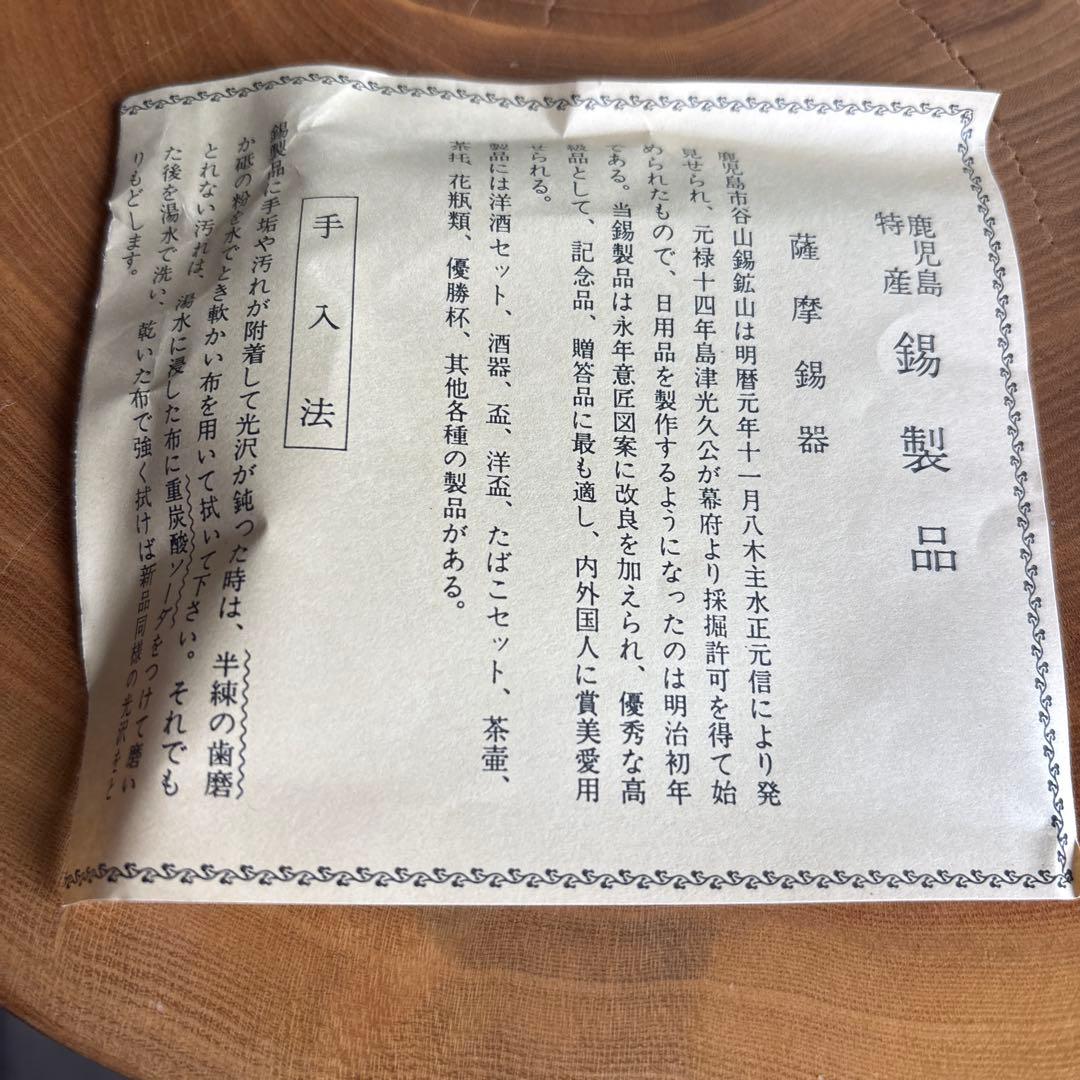 鹿児島
特産
錫製品
薩摩錫器
鹿児島市谷山錫鉱山は明暦元年十一月八木主水正元信により発
見せられ、元禄十四年島津光久公が幕府より採掘許可を得て始
められたもので、日用品を製作するようになったのは明治初年
である。当錫製品は永年意匠図案に改良を加えられ、優秀な高
級品として、記念品、贈答品に最も適し、内外国人に賞美愛用
せられる。
製品には洋酒セット、酒器、盃、洋盃、たばこセット、茶壷、
茶托、花瓶類、優勝杯、其他各種の製品がある。
手入法
錫製品に手垢や汚れが附着して光沢が鈍った時は、半練の歯磨
か砥の粉を水でとき軟かい布を用いて拭いて下さい。それでも
とれない汚れは、湯水に浸した布に重炭酸ソーダをつけて磨い
た後を湯水で洗い、乾いた布で強く拭けば新品同様の光沢をと
りもどします。